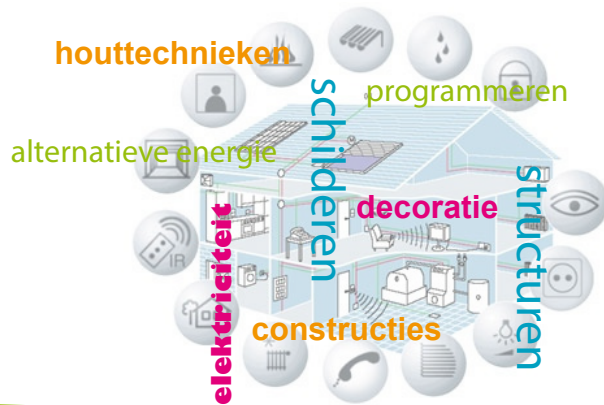 houttechnieken
programmeren
schilderen
alternatieve energie
decoratie
structuren
elektriciteit
IR
constructies